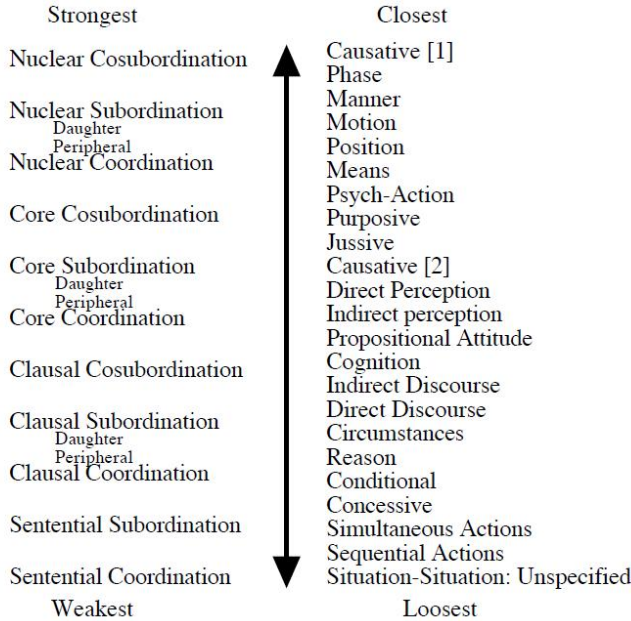 Strongest
Nuclear Cosubordination
Nuclear Subordination
Daughter
Peripheral
Nuclear Coordination
Core Cosubordination
Core Subordination
Daughter
Peripheral
Core Coordination
Clausal Cosubordination
Clausal Subordination
Daughter
Peripheral
Clausal Coordination
Sentential Subordination
Sentential Coordination
Weakest
Closest
Causative [1]
Phase
Manner
Motion
Position
Means
Psych-Action
Purposive
Jussive
Causative [2]
Direct Perception
Indirect perception
Propositional Attitude
Cognition
Indirect Discourse
Direct Discourse
Circumstances
Reason
Conditional
Concessive
Simultaneous Actions
Sequential Actions
Situation-Situation: Unspecified
Loosest